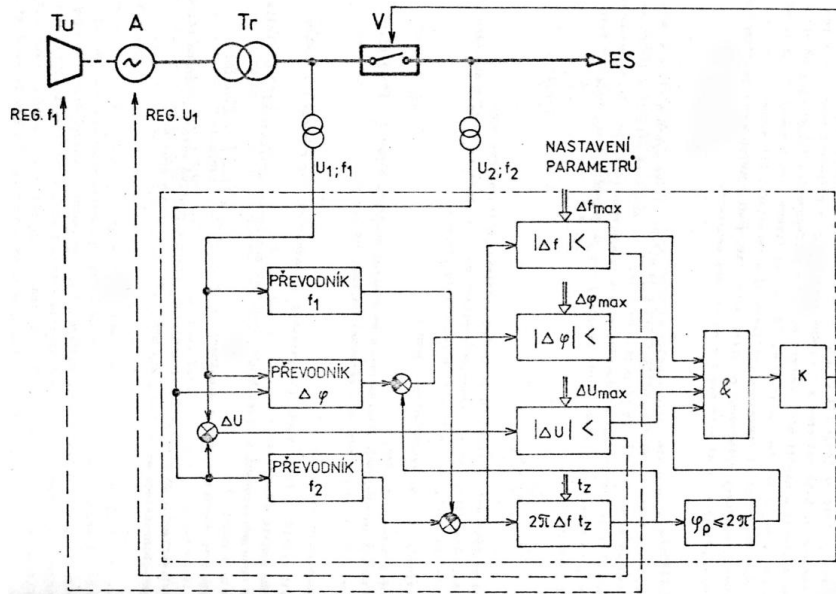 Tu A Tr V
ES
REG. f1
REG. U1
U1; f1
U2; f2
NASTAVENÍ
PARAMETRŮ
Δfmax
|Δf| <
PŘEVODNÍK
f1
Δφmax
|Δφ| <
PŘEVODNÍK
Δφ
&
K
ΔU
ΔUmax
|ΔU| <
PŘEVODNÍK
f2
tz
2π Δf tz
φp ≤ 2π